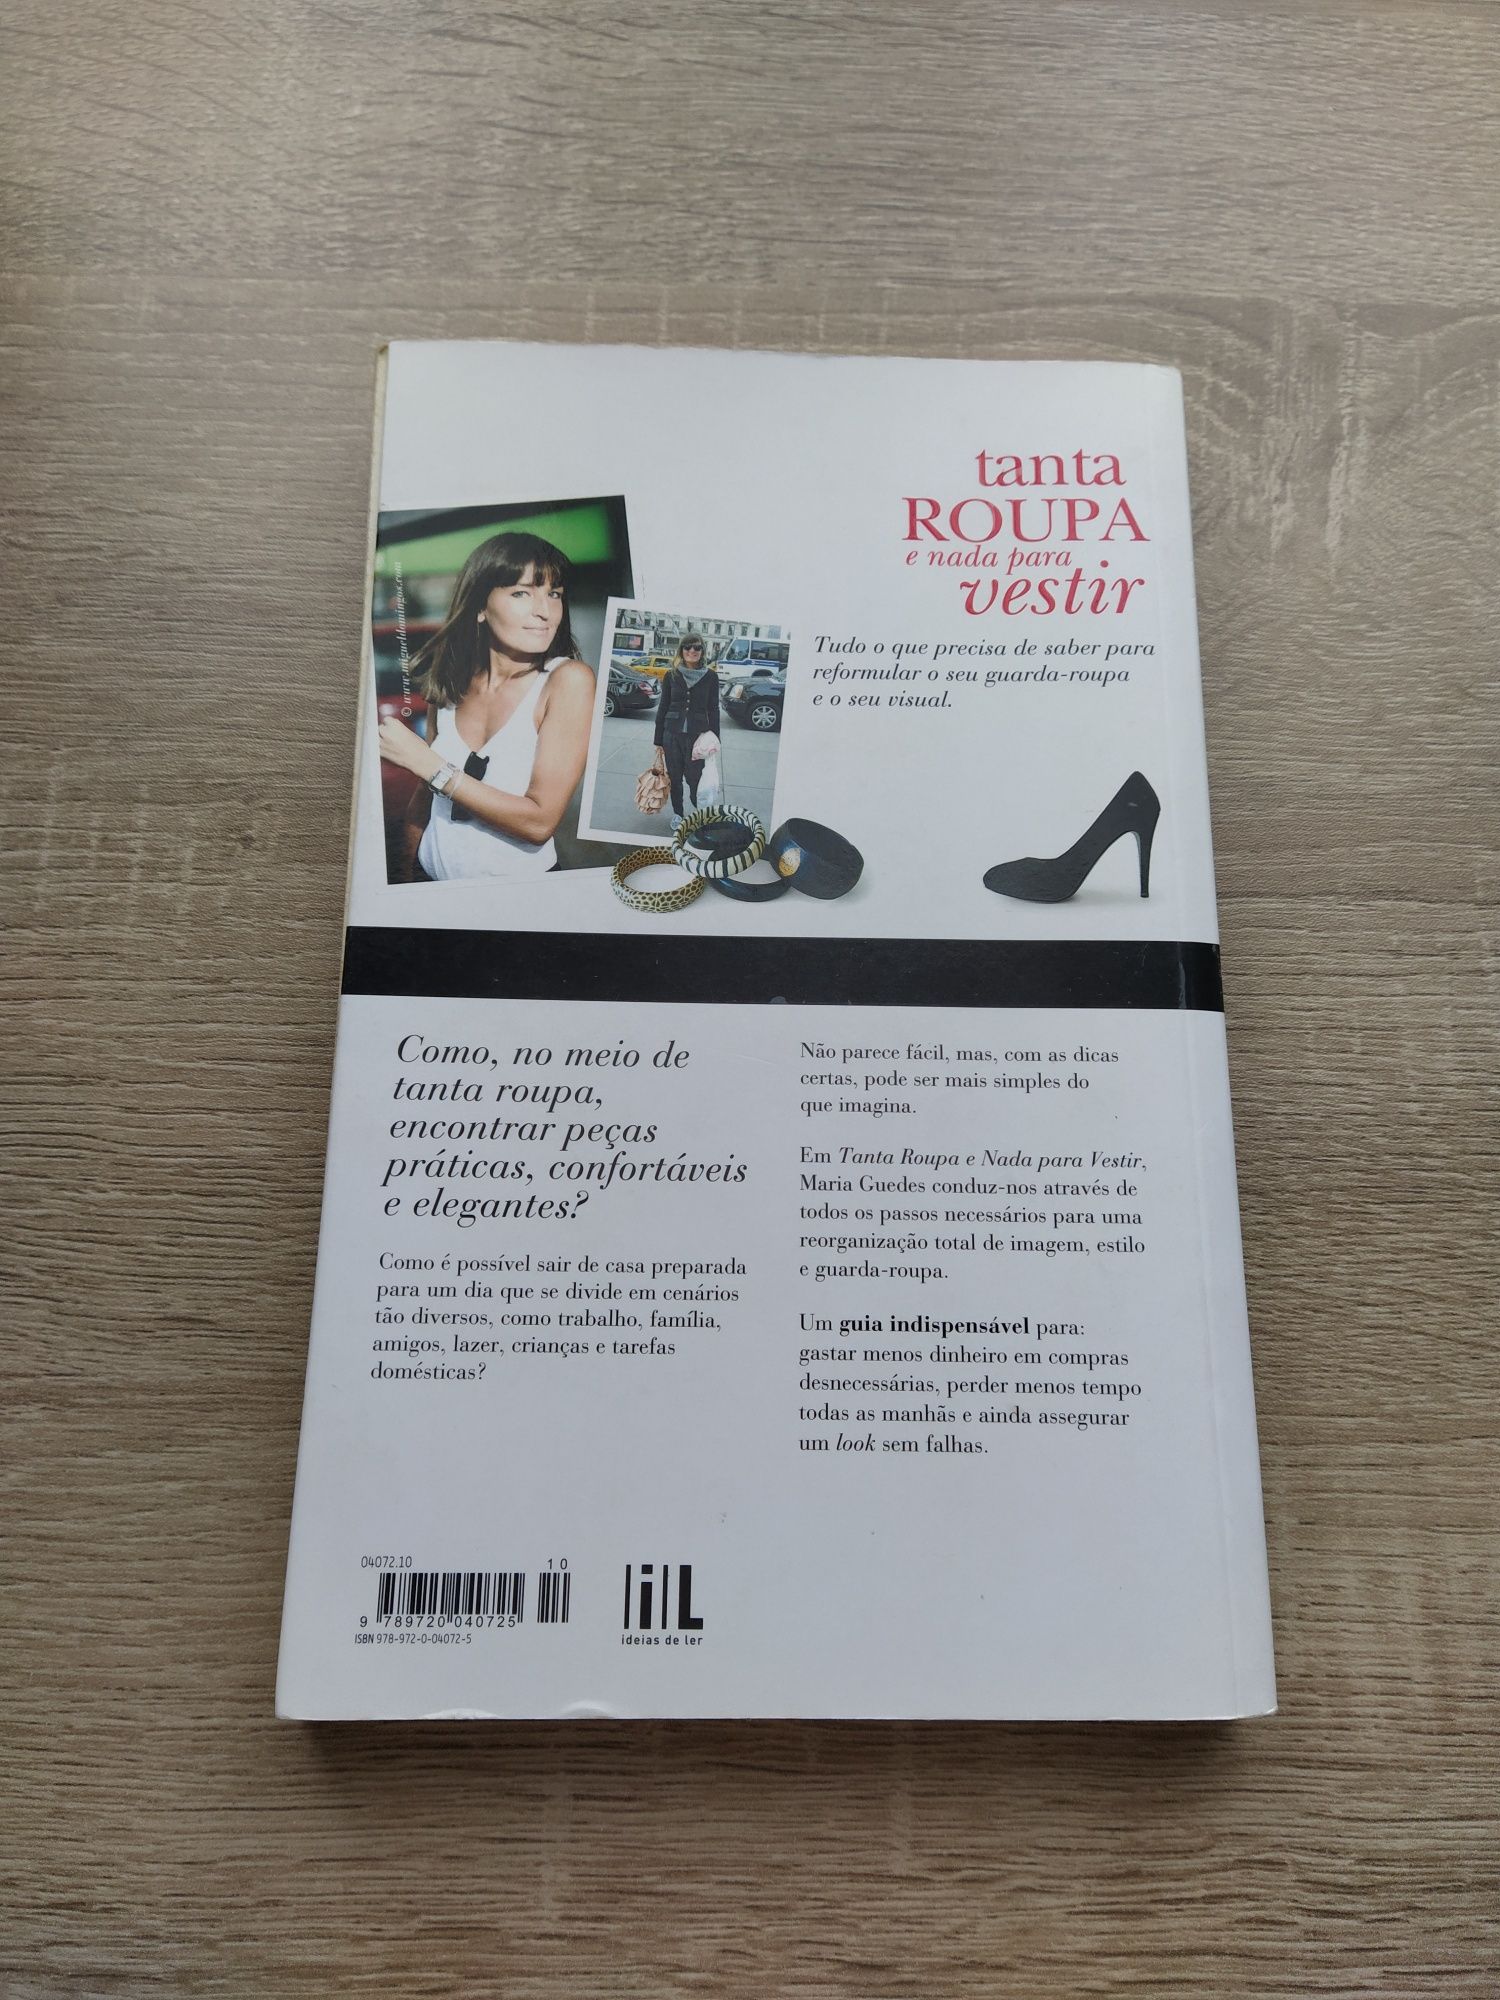 tanta
ROUPA
e nada para
vestir
Tudo o que precisa de saber para
reformular o seu guarda-roupa
e o seu visual.
© www.migueldomingos.com
Como, no meio de
tanta roupa,
encontrar peças
práticas, confortáveis
e elegantes?
Como é possível sair de casa preparada
para um dia que se divide em cenários
tão diversos, como trabalho, família,
amigos, lazer, crianças e tarefas
domésticas?
Não parece fácil, mas, com as dicas
certas, pode ser mais simples do
que imagina.
Em Tanta Roupa e Nada para Vestir,
Maria Guedes conduz-nos através de
todos os passos necessários para uma
reorganização total de imagem, estilo
e guarda-roupa.
Um guia indispensável para:
gastar menos dinheiro em compras
desnecessárias, perder menos tempo
todas as manhãs e ainda assegurar
um look sem falhas.
04072.10
10
9 789720 040725
ISBN 978-972-0-04072-5
iL
ideias de ler